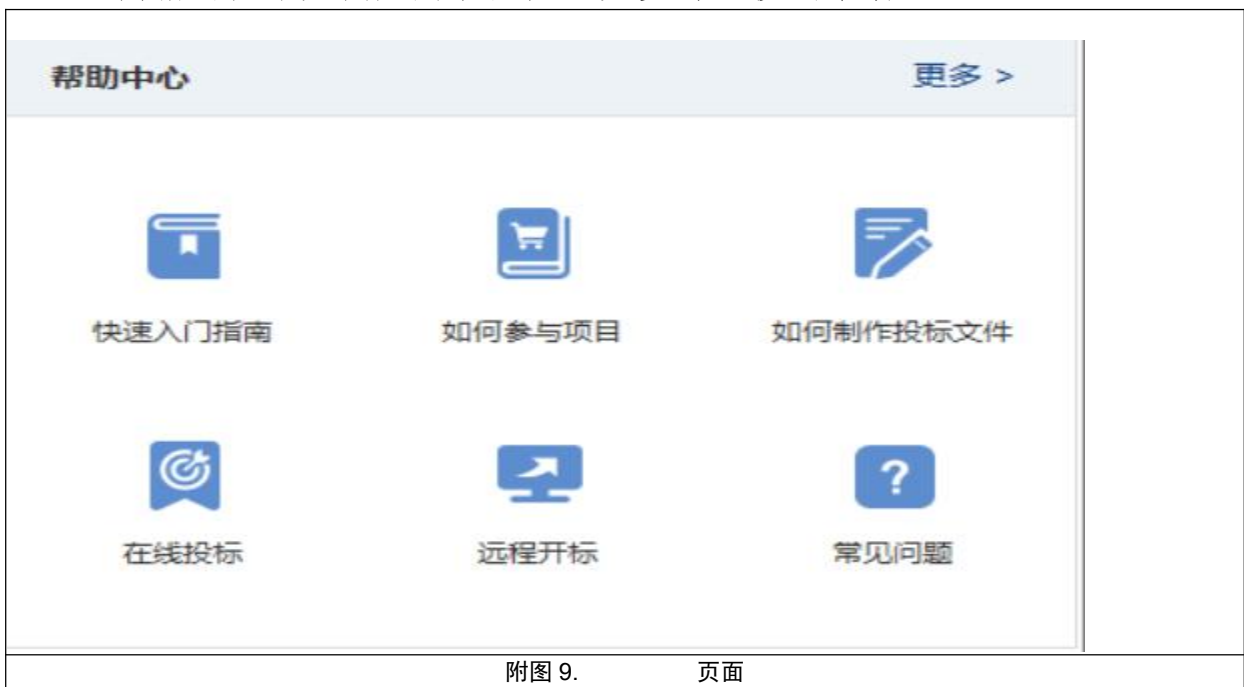 帮助中心 更多 >
快速入门指南 如何参与项目 如何制作投标文件
在线投标 远程开标 常见问题
附图 9. 页面